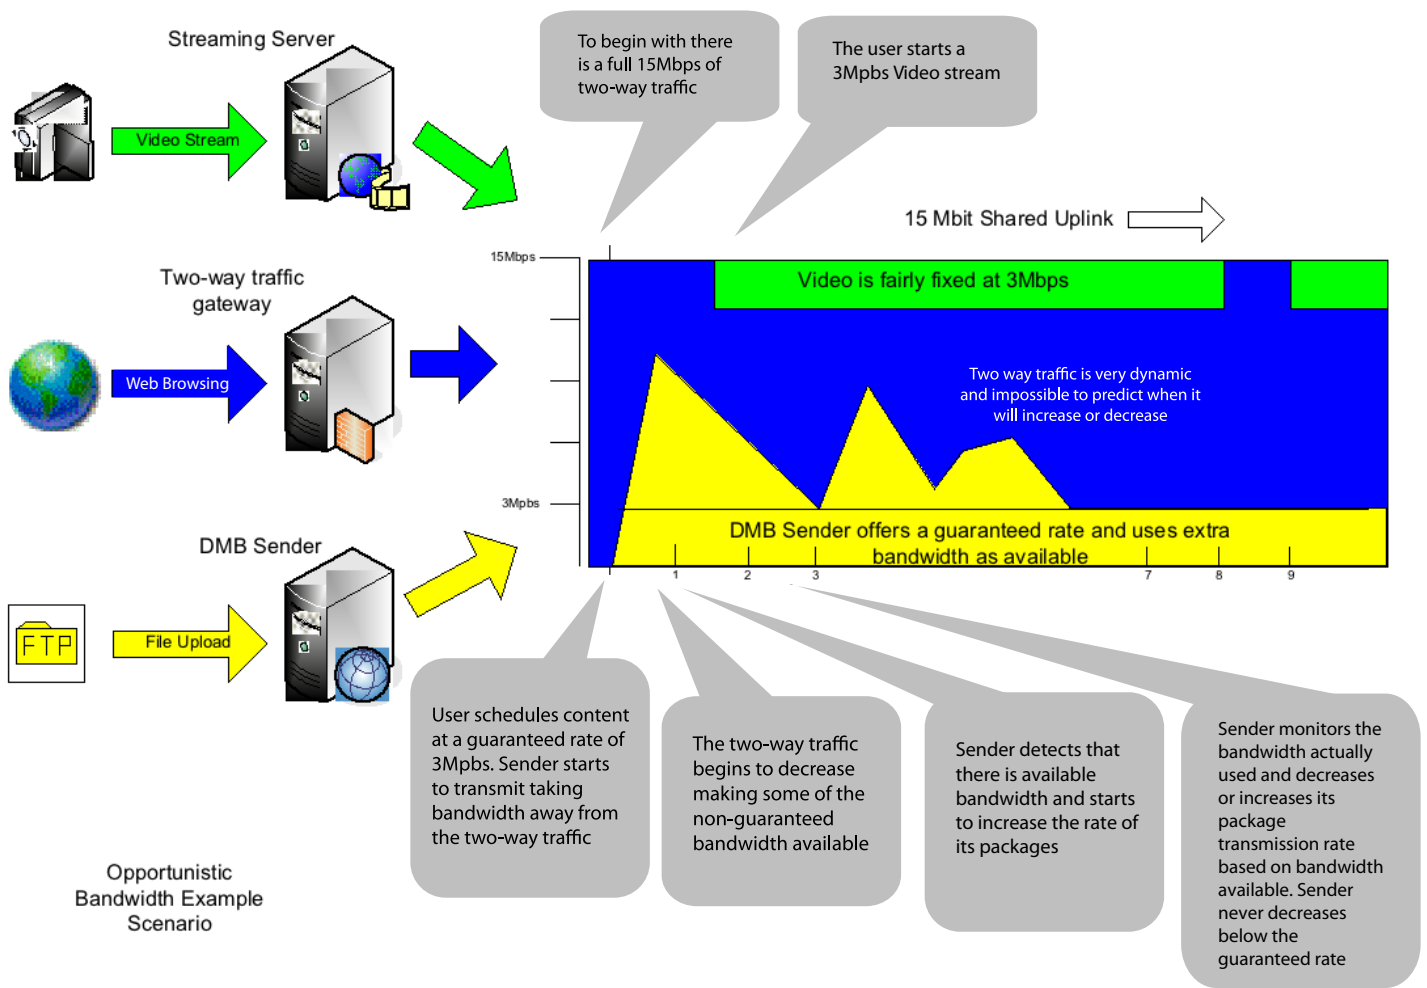 Streaming Server
To begin with there
is a full 15Mbps of
two-way traffic
The user starts a
3Mpbs Video stream
Video Stream
15 Mbit Shared Uplink
Two-way traffic
gateway
15Mbps
Video is fairly fixed at 3Mbps
Web Browsing
Two way traffic is very dynamic
and impossible to predict when it
will increase or decrease
3Mpbs
DMB Sender offers a guaranteed rate and uses extra
bandwidth as available
1 2 3 7 8 9
DMB Sender
FTP
File Upload
User schedules content
at a guaranteed rate of
3Mpbs. Sender starts
to transmit taking
bandwidth away from
the two-way traffic
The two-way traffic
begins to decrease
making some of the
non-guaranteed
bandwidth available
Sender detects that
there is available
bandwidth and starts
to increase the rate of
its packages
Sender monitors the
bandwidth actually
used and decreases
or increases its
package
transmission rate
based on bandwidth
available. Sender
never decreases
below the
guaranteed rate
Opportunistic
Bandwidth Example
Scenario